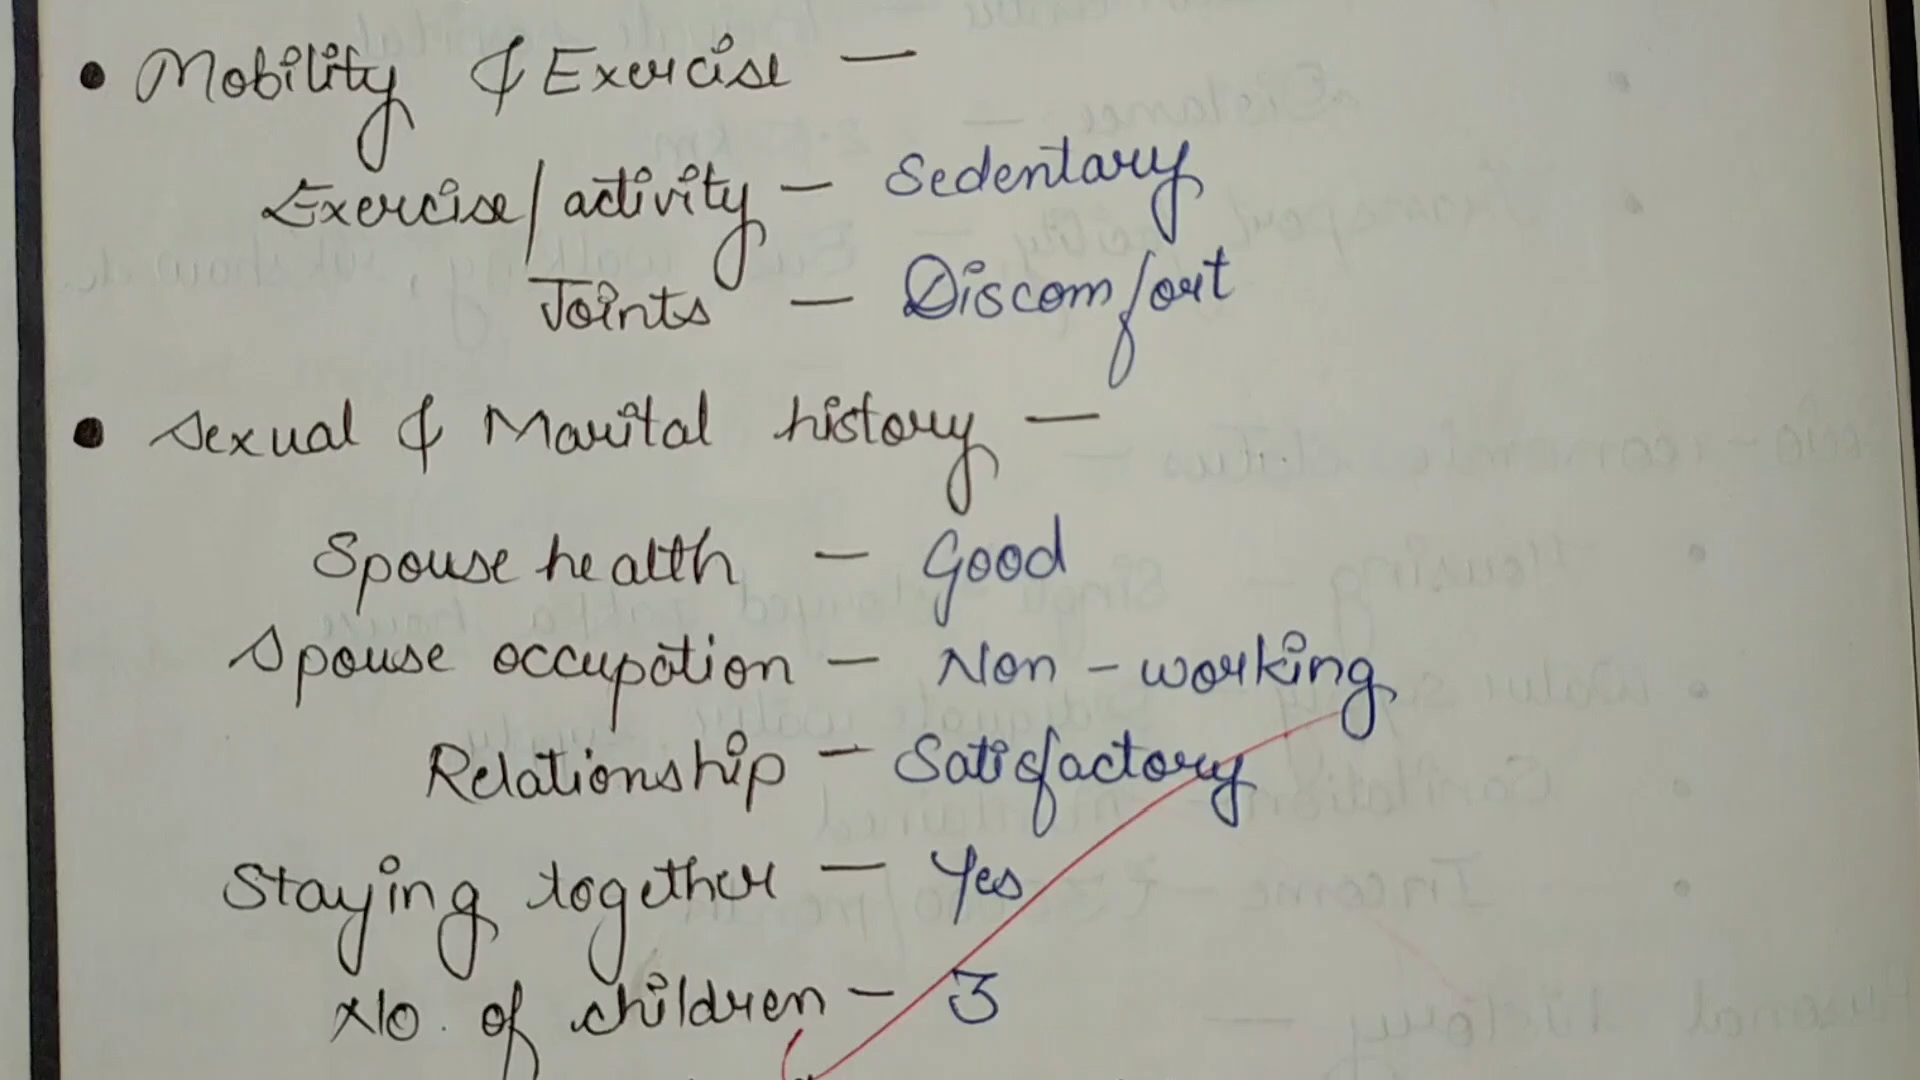 • Mobility & Exercise —
Exercise/activity — Sedentary
Joints — Discomfort
• Sexual & Marital history —
Spouse health — Good
Spouse occupation — Non-working
Relationship — Satisfactory
Staying together — Yes
No. of children — 3